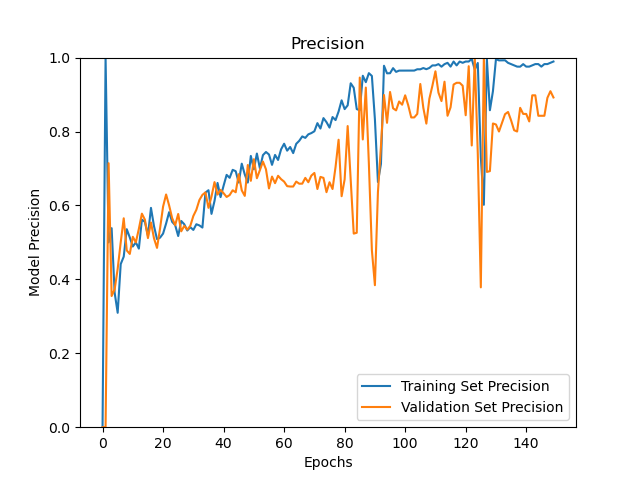 Precision
1.0
0.8
0.6
0.4
0.2
0.0
Model Precision
0 20 40 60 80 100 120 140
Epochs
Training Set Precision
Validation Set Precision